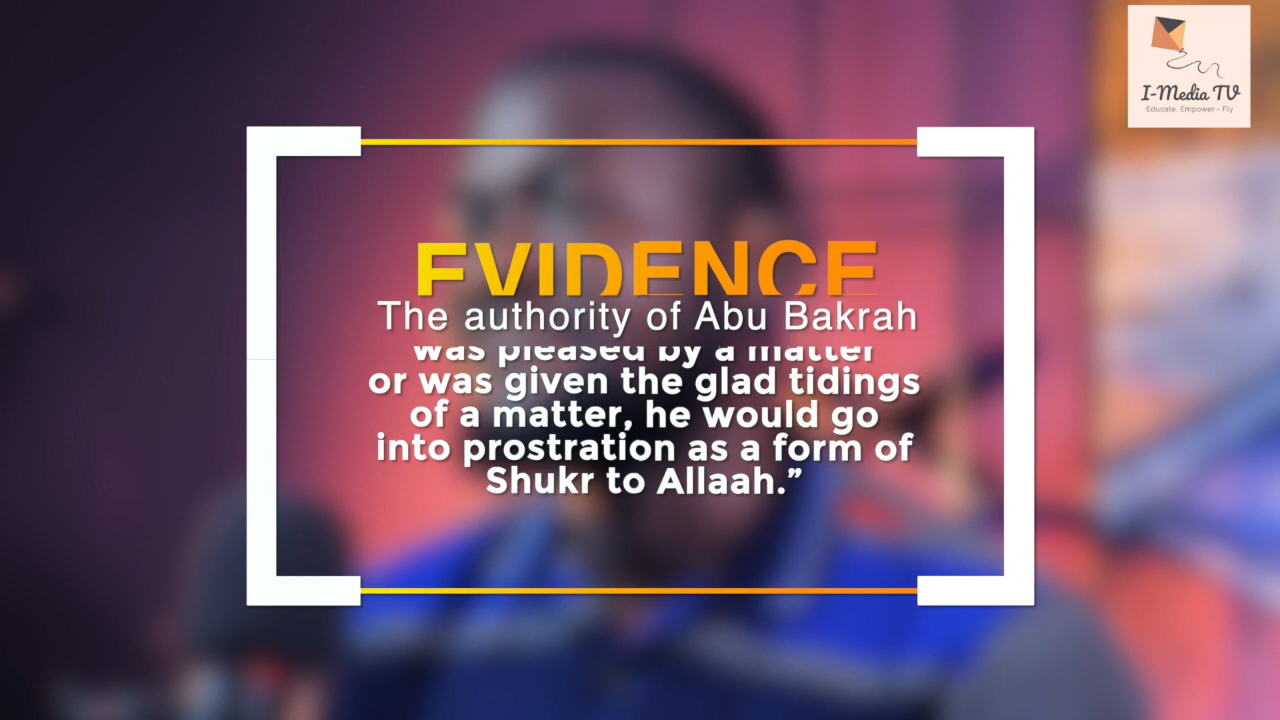 I-Media TV
Educate. Empower - Fly
EVIDENCE
The authority of Abu Bakrah
was pleased by a matter
or was given the glad tidings
of a matter, he would go
into prostration as a form of
Shukr to Allaah.”